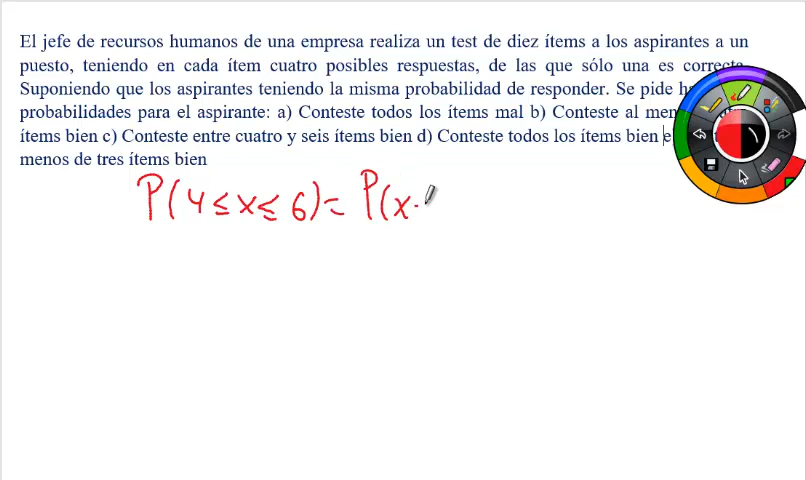 El jefe de recursos humanos de una empresa realiza un test de diez ítems a los aspirantes a un
puesto, teniendo en cada ítem cuatro posibles respuestas, de las que sólo una es correcta.
Suponiendo que los aspirantes teniendo la misma probabilidad de responder. Se pide
probabilidades para el aspirante: a) Conteste todos los ítems mal b) Conteste al
ítems bien c) Conteste entre cuatro y seis ítems bien d) Conteste todos los ítems bien
menos de tres ítems bien
P(4≤x≤6)= P(x